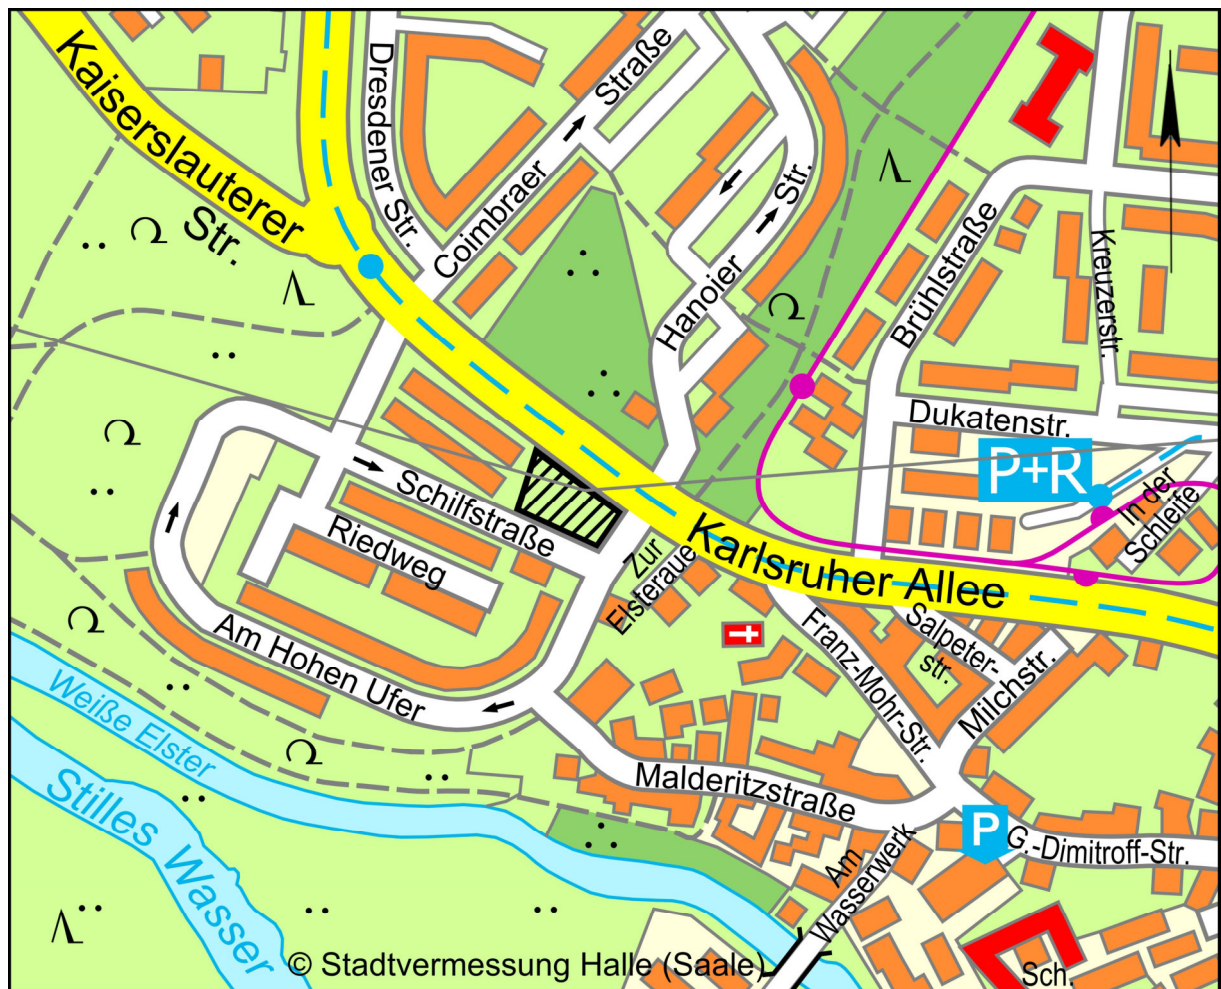 Kaiserslauterer
Str.
Dresdener Str.
Coimbraer
Straße
Hanoier
Str.
Brühlstraße
Kreuzerstr.
Dukatenstr.
P+R
In der
Schleife
Schilfstraße
Riedweg
Zur
Elsteraue
Karlsruher Allee
Am Hohen Ufer
Franz-Mohr-Str.
Salpeter-
str.
Milchstr.
Weiße Elster
Stilles Wasser
Malderitzstraße
P
G.-Dimitroff-Str.
Am
Wasserwerk
© Stadtvermessung Halle (Saale)
Sch.